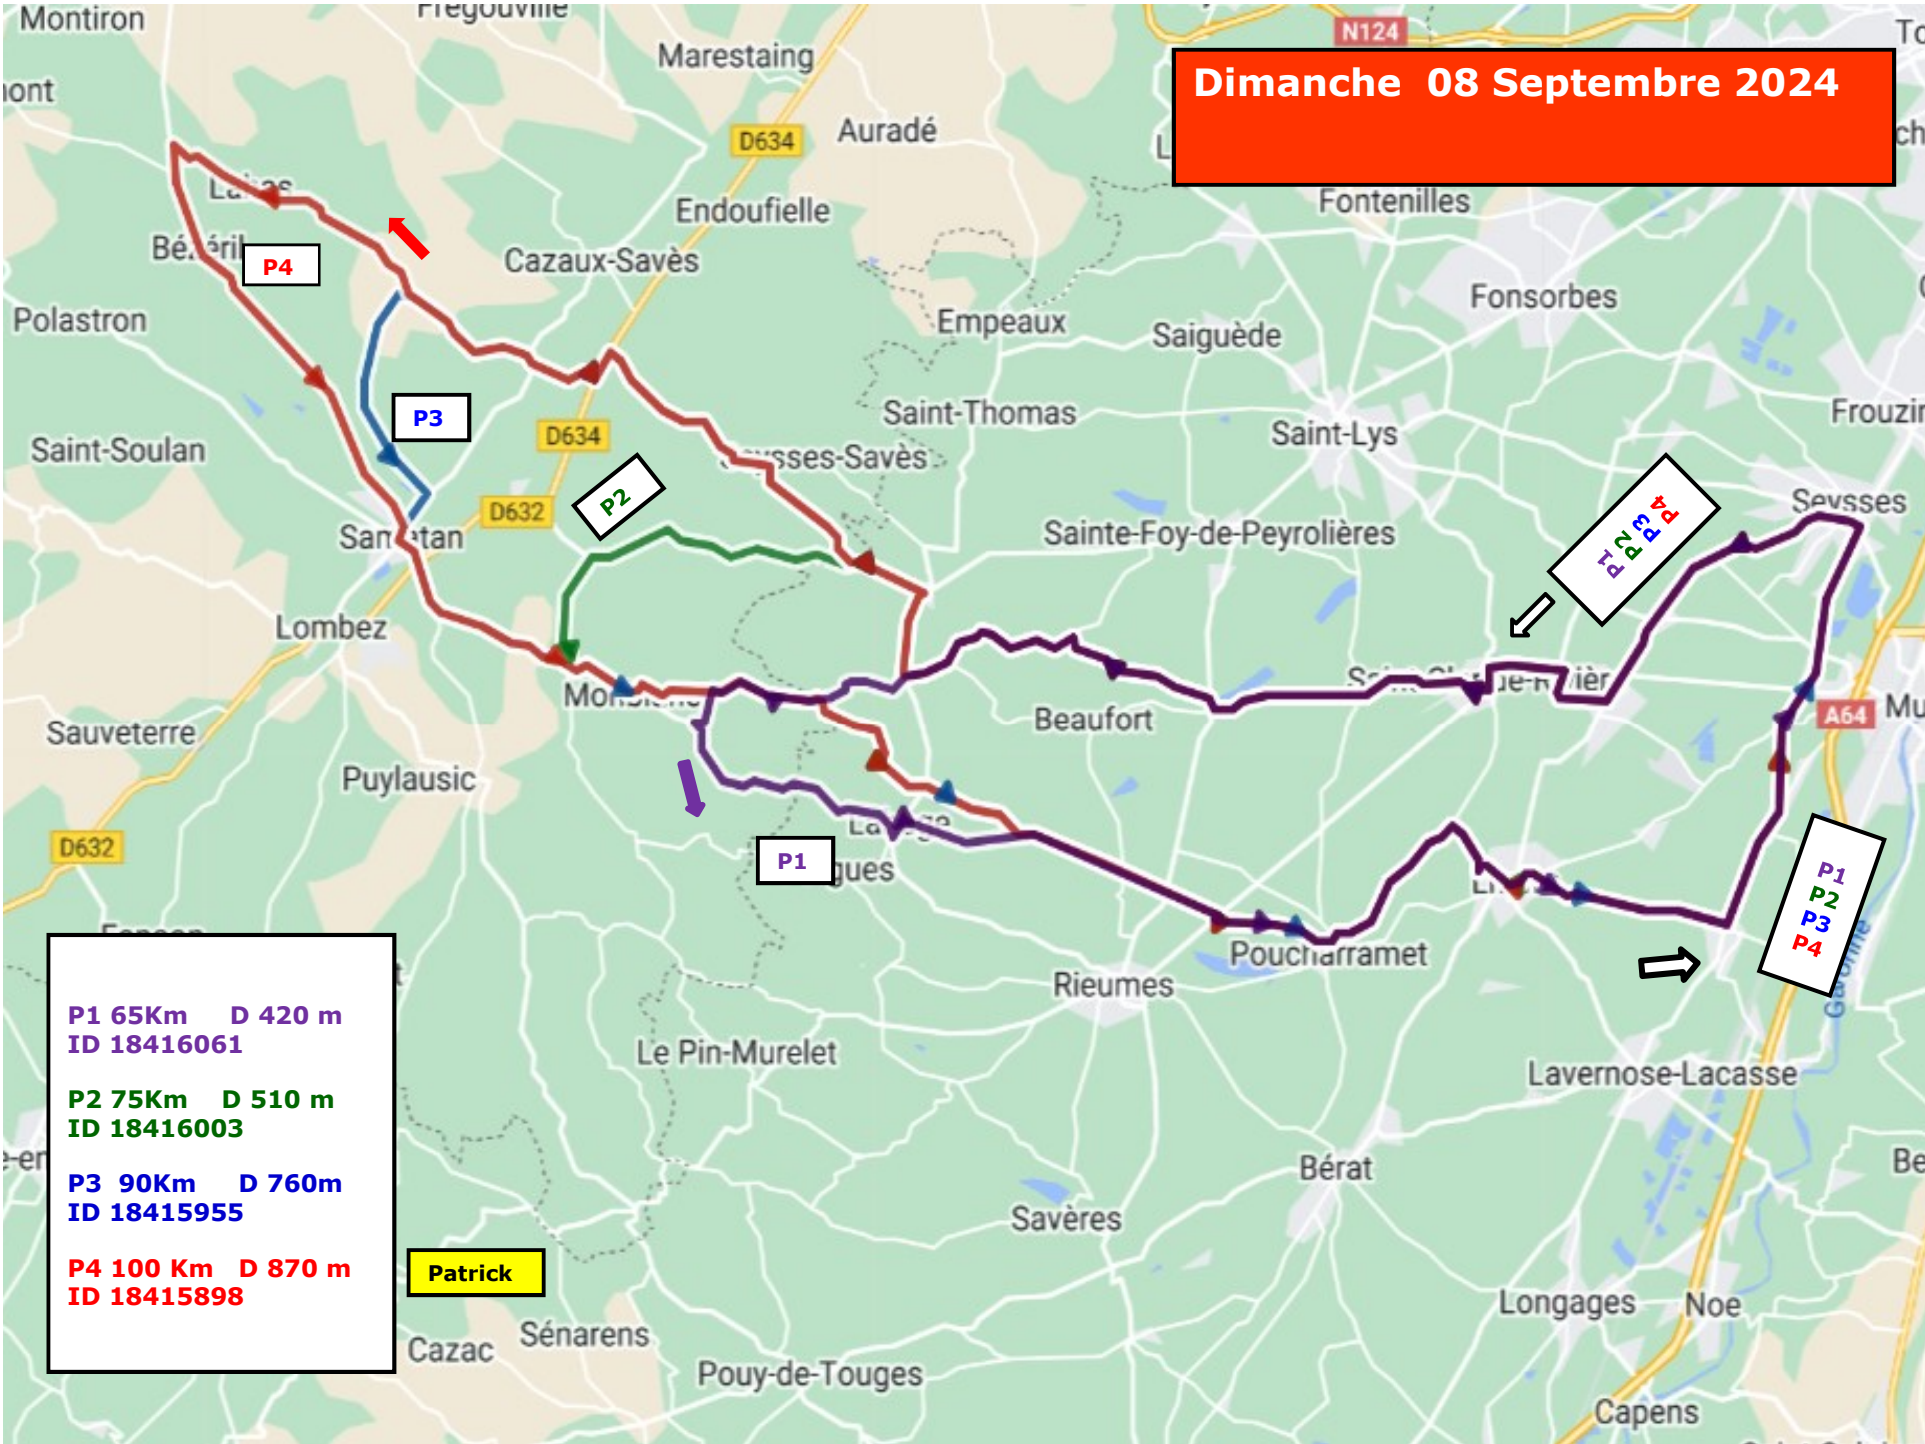 Montiron
Frégouville
Marestaing
N124
Dimanche 08 Septembre 2024
D634
Auradé
Endoufielle
Fontenilles
P4
Cazaux-Savès
Fonsorbes
Polastron
Empeaux
Saiguède
P3
Saint-Thomas
Frouzin
D634
Saint-Lys
Saint-Soulan
P2
Seysses
D632
P1
P2
P3
P4
Sainte-Foy-de-Peyrolières
Lombez
Sauveterre
Beaufort
A64
Puylausic
D632
P1
P1
P2
P3
P4
Poucharramet
Garonne
Rieumes
Le Pin-Murelet
Lavernose-Lacasse
P1 65Km D 420 m
ID 18416061
P2 75Km D 510 m
ID 18416003
P3 90Km D 760m
ID 18415955
P4 100 Km D 870 m
ID 18415898
Bérat
Savères
Patrick
Longages
Noe
Sénarens
Cazac
Pouy-de-Touges
Capens